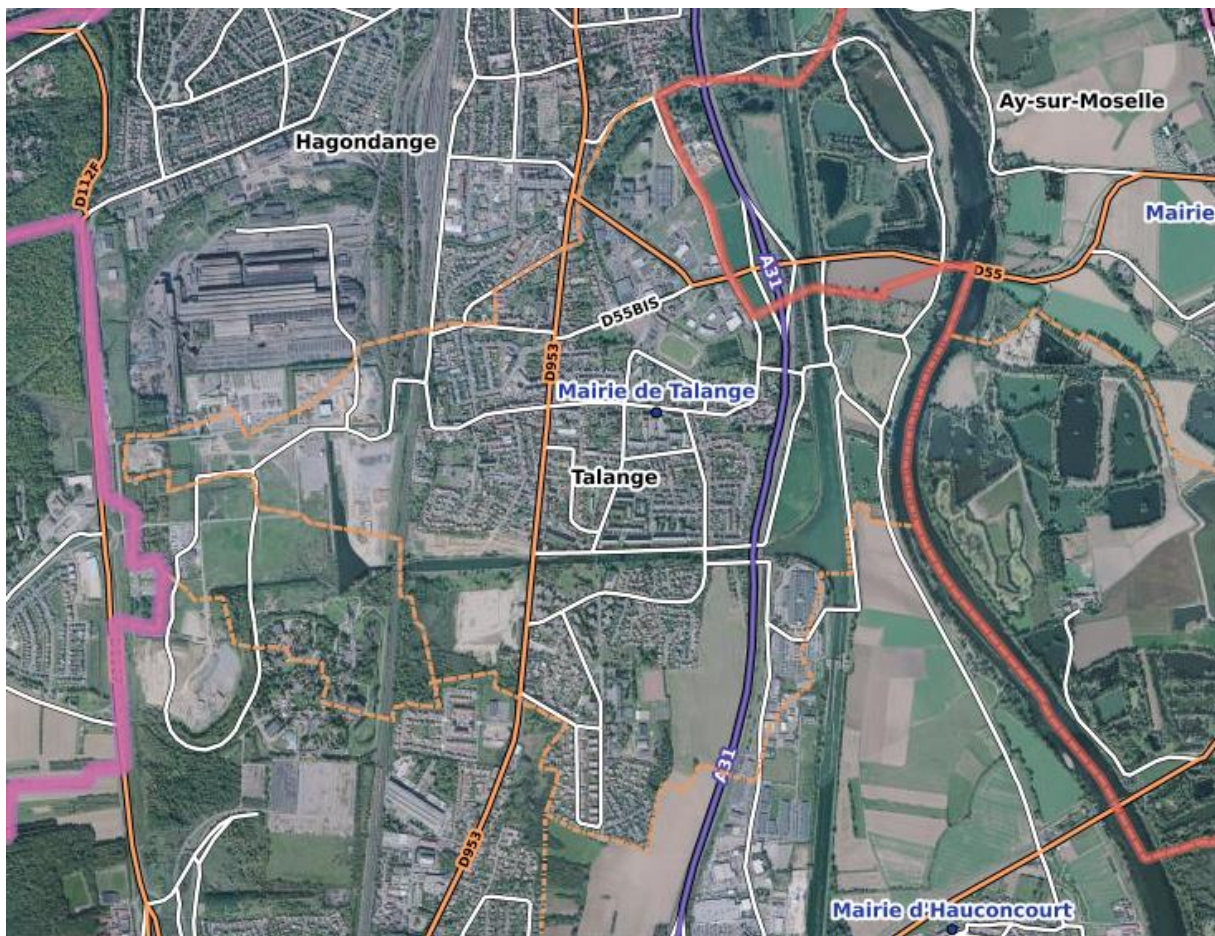 Ay-sur-Moselle
Hagondange
D112F
Mairie
A31
D55
D55BIS
D953
Mairie de Talange
Talange
A31
D953
Mairie d'Hauconcourt